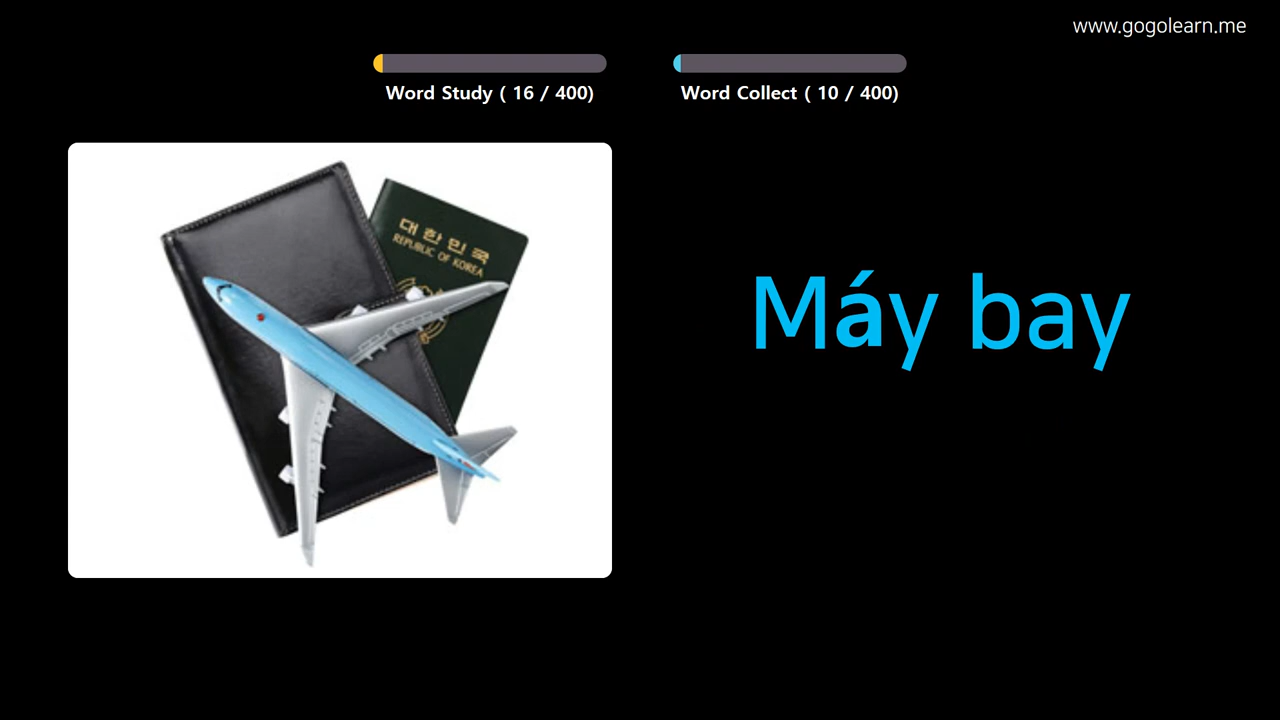 www.gogolearn.me
Word Study ( 16 / 400)
Word Collect ( 10 / 400)
대한민국
REPUBLIC OF KOREA
Máy bay